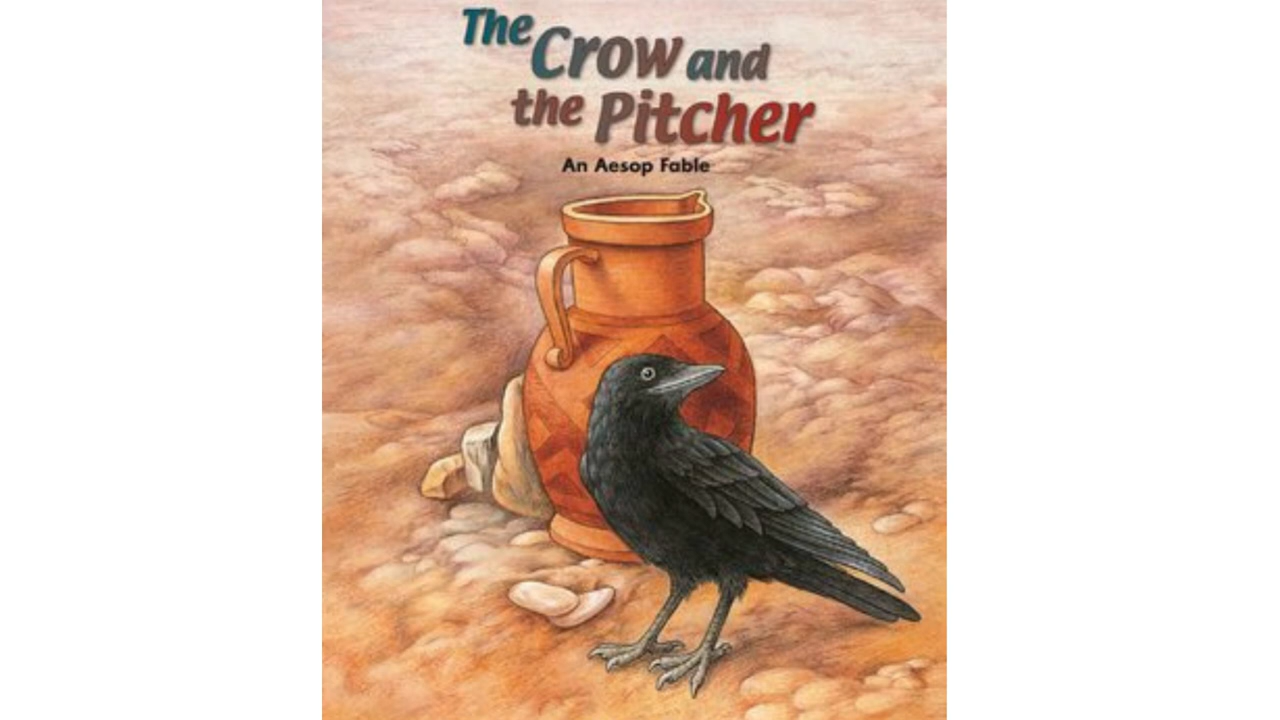 The Crow and
the Pitcher
An Aesop Fable